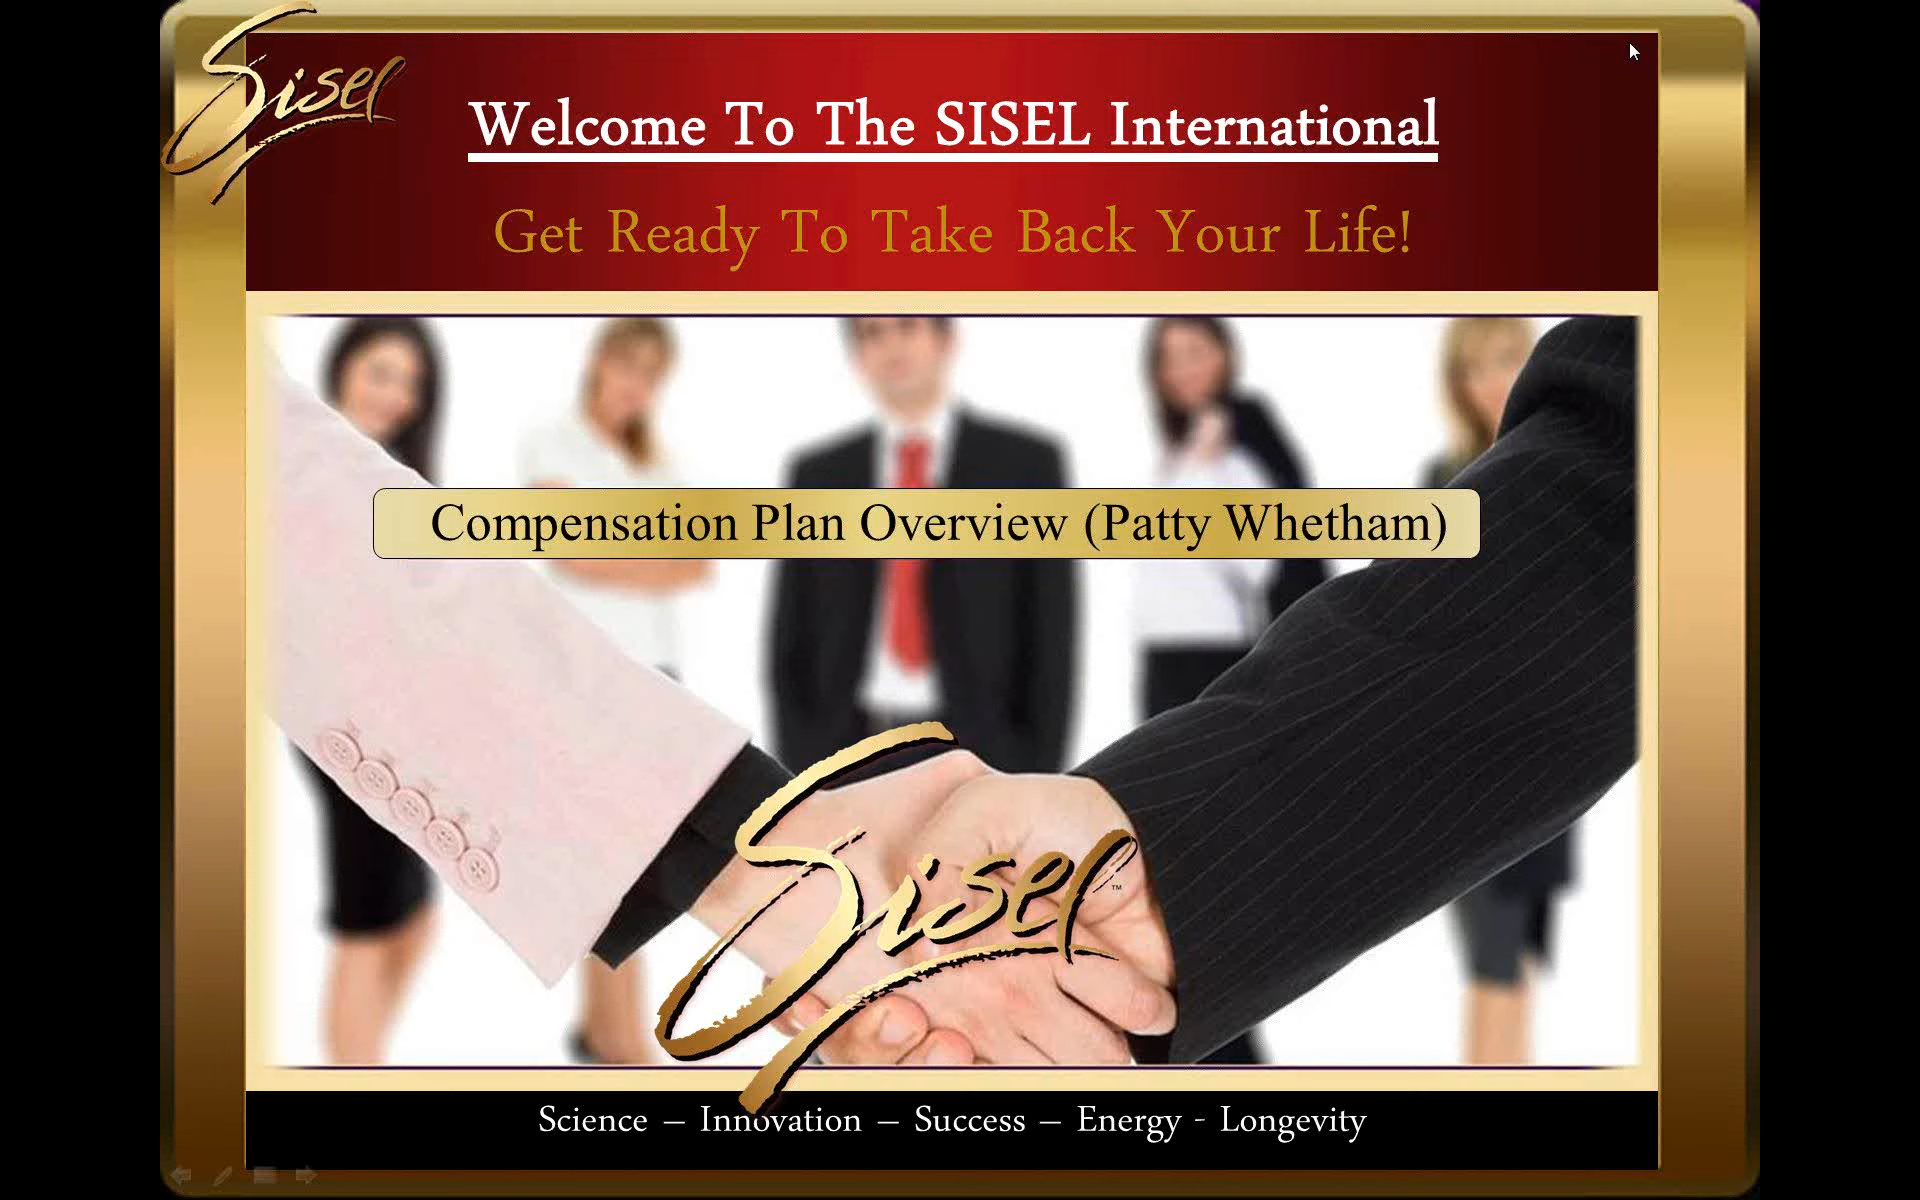 Sisel
Welcome To The SISEL International
Get Ready To Take Back Your Life!
Compensation Plan Overview (Patty Whetham)
Sisel™
Science – Innovation – Success – Energy - Longevity